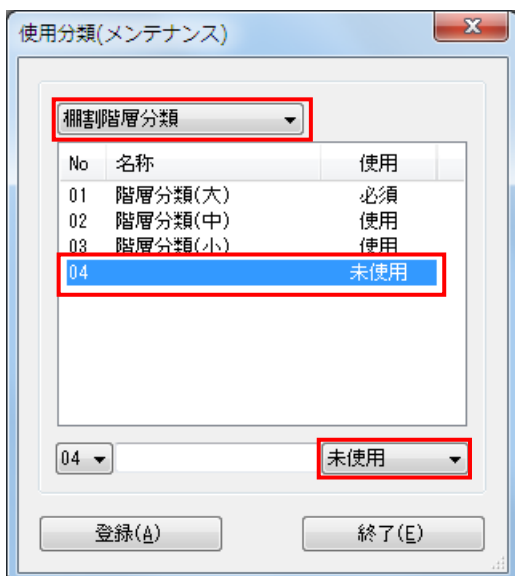 使用分類(メンテナンス)
棚割階層分類
No 名称 使用
01 階層分類(大) 必須
02 階層分類(中) 使用
03 階層分類(小) 使用
04 未使用
04 未使用
登録(A) 終了(E)